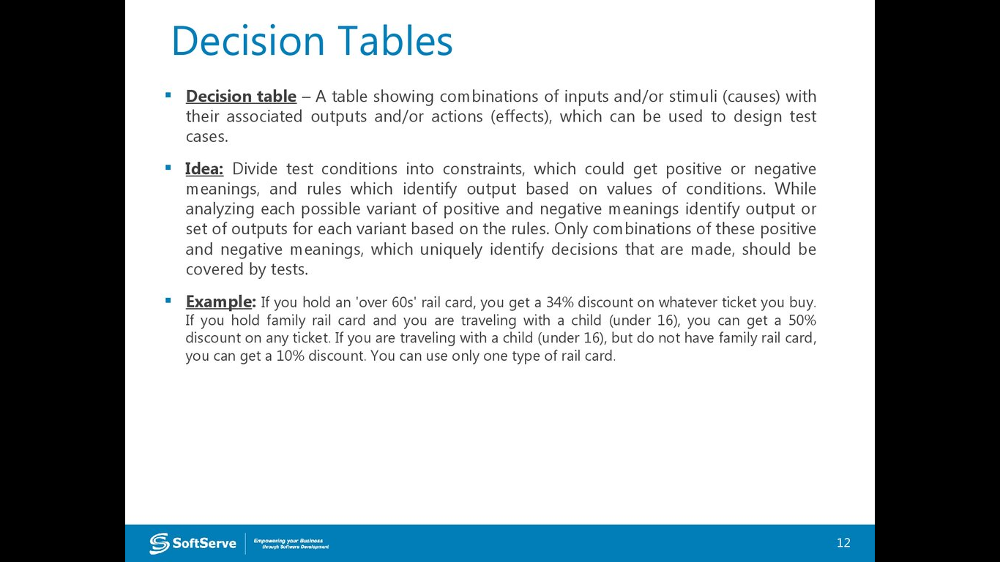 Decision Tables
Decision table – A table showing combinations of inputs and/or stimuli (causes) with
their associated outputs and/or actions (effects), which can be used to design test
cases.
Idea: Divide test conditions into constraints, which could get positive or negative
meanings, and rules which identify output based on values of conditions. While
analyzing each possible variant of positive and negative meanings identify output or
set of outputs for each variant based on the rules. Only combinations of these positive
and negative meanings, which uniquely identify decisions that are made, should be
covered by tests.
Example: If you hold an 'over 60s' rail card, you get a 34% discount on whatever ticket you buy.
If you hold family rail card and you are traveling with a child (under 16), you can get a 50%
discount on any ticket. If you are traveling with a child (under 16), but do not have family rail card,
you can get a 10% discount. You can use only one type of rail card.
SoftServe
Empowering your Business
through Software Development
12